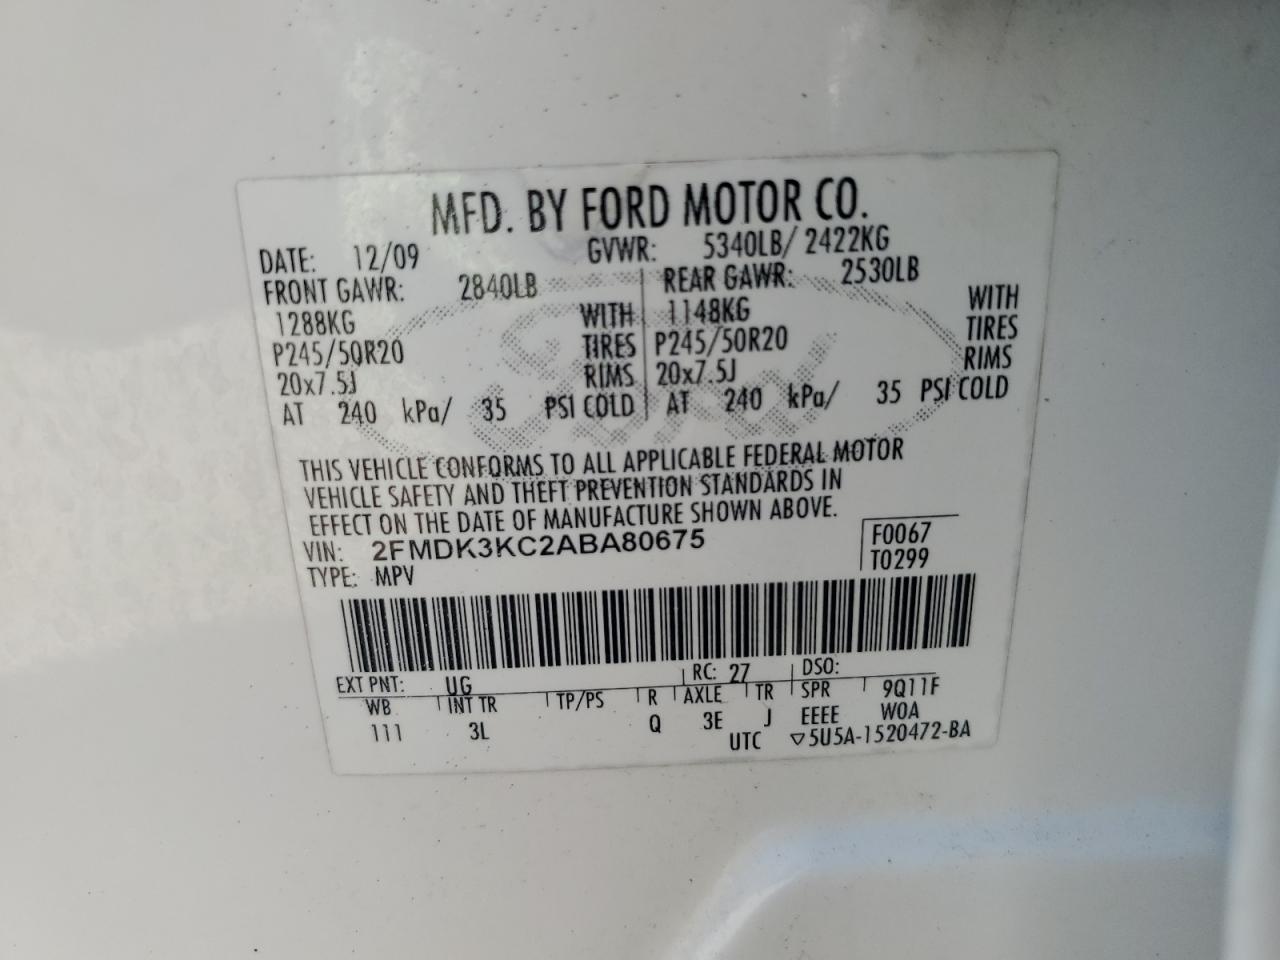 MFD. BY FORD MOTOR CO.
DATE: 12/09 GVWR: 5340LB/ 2422KG
FRONT GAWR: 2840LB REAR GAWR: 2530LB
1288KG WITH 1148KG WITH
P245/50R20 TIRES P245/50R20 TIRES
20x7.5J RIMS 20x7.5J RIMS
AT 240 kPa/ 35 PSI COLD AT 240 kPa/ 35 PSI COLD
Ford
THIS VEHICLE CONFORMS TO ALL APPLICABLE FEDERAL MOTOR
VEHICLE SAFETY AND THEFT PREVENTION STANDARDS IN
EFFECT ON THE DATE OF MANUFACTURE SHOWN ABOVE.
VIN: 2FMDK3KC2ABA80675 F0067
TYPE: MPV T0299
EXT PNT: UG RC: 27 DSO:
WB INT TR TP/PS R AXLE TR SPR 9Q11F
111 3L Q 3E J EEEE WOA
UTC ▽5U5A-1520472-BA